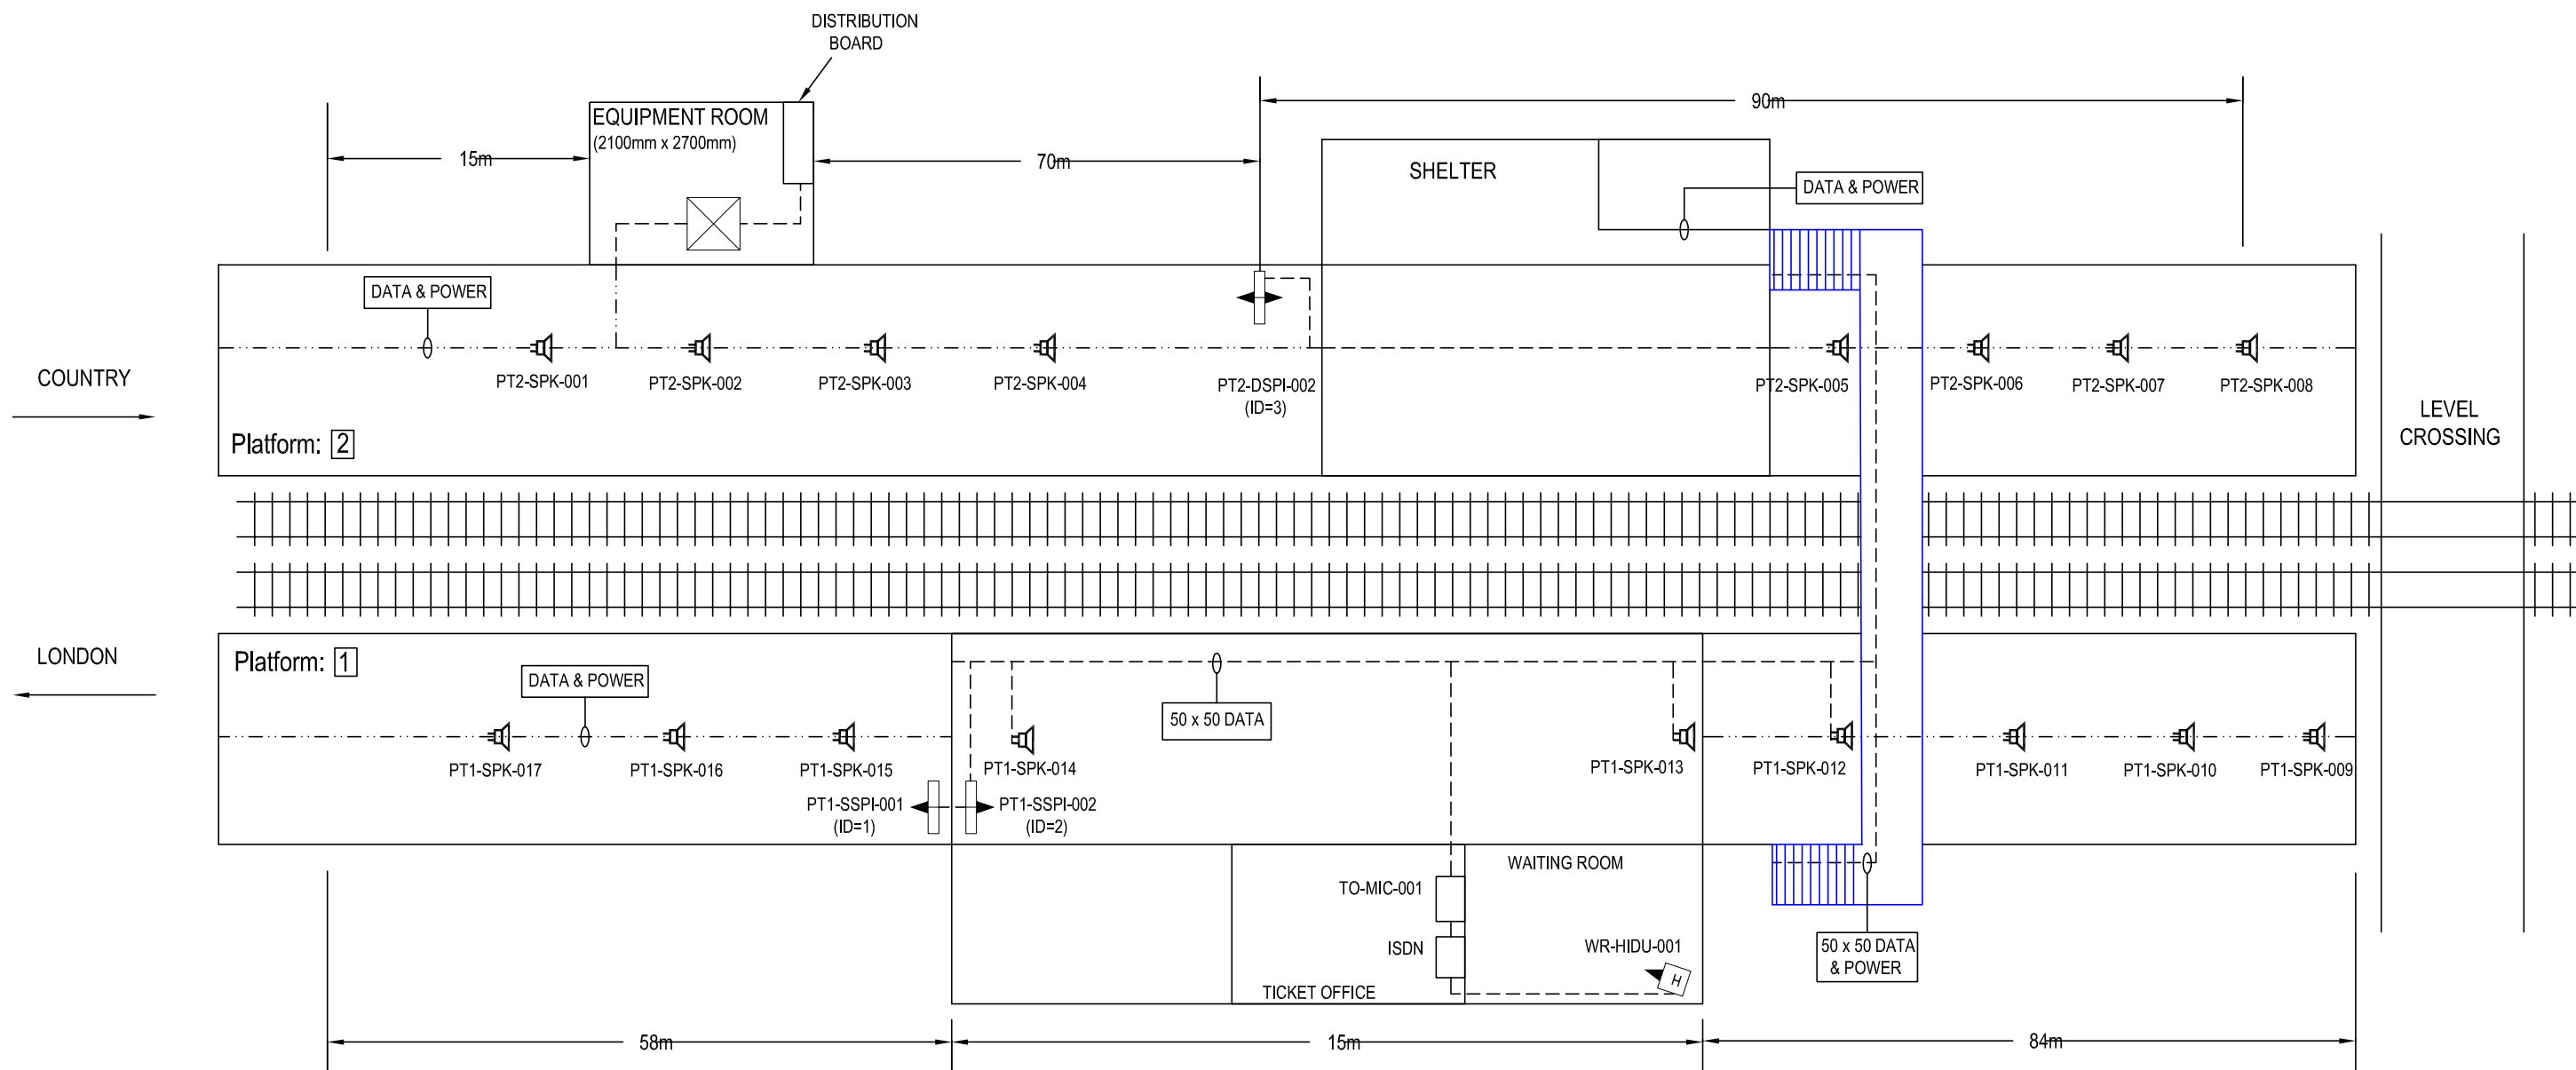 DISTRIBUTION
BOARD
90m
EQUIPMENT ROOM
(2100mm x 2700mm)
15m
70m
SHELTER
DATA & POWER
DATA & POWER
COUNTRY
PT2-SPK-001
PT2-SPK-002
PT2-SPK-003
PT2-SPK-004
PT2-DSPI-002
(ID=3)
PT2-SPK-005
PT2-SPK-006
PT2-SPK-007
PT2-SPK-008
Platform: 2
LEVEL
CROSSING
LONDON
Platform: 1
DATA & POWER
50 x 50 DATA
PT1-SPK-017
PT1-SPK-016
PT1-SPK-015
PT1-SPK-014
PT1-SPK-013
PT1-SPK-012
PT1-SPK-011
PT1-SPK-010
PT1-SPK-009
PT1-SSPI-001
(ID=1)
PT1-SSPI-002
(ID=2)
WAITING ROOM
TO-MIC-001
ISDN
WR-HIDU-001
H
TICKET OFFICE
50 x 50 DATA
& POWER
58m
15m
84m